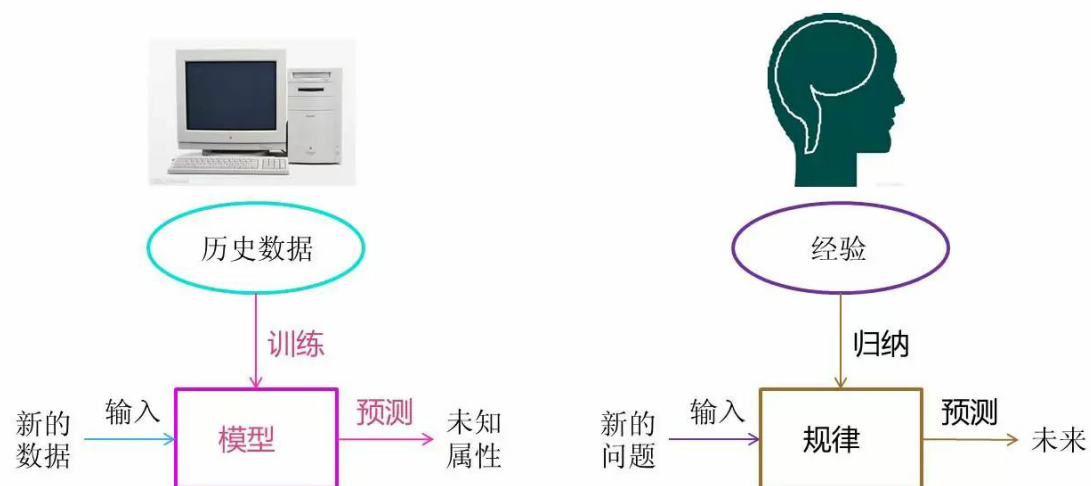 历史数据
训练
新的
数据
输入
模型
预测
未知
属性
经验
归纳
新的
问题
输入
规律
预测
未来